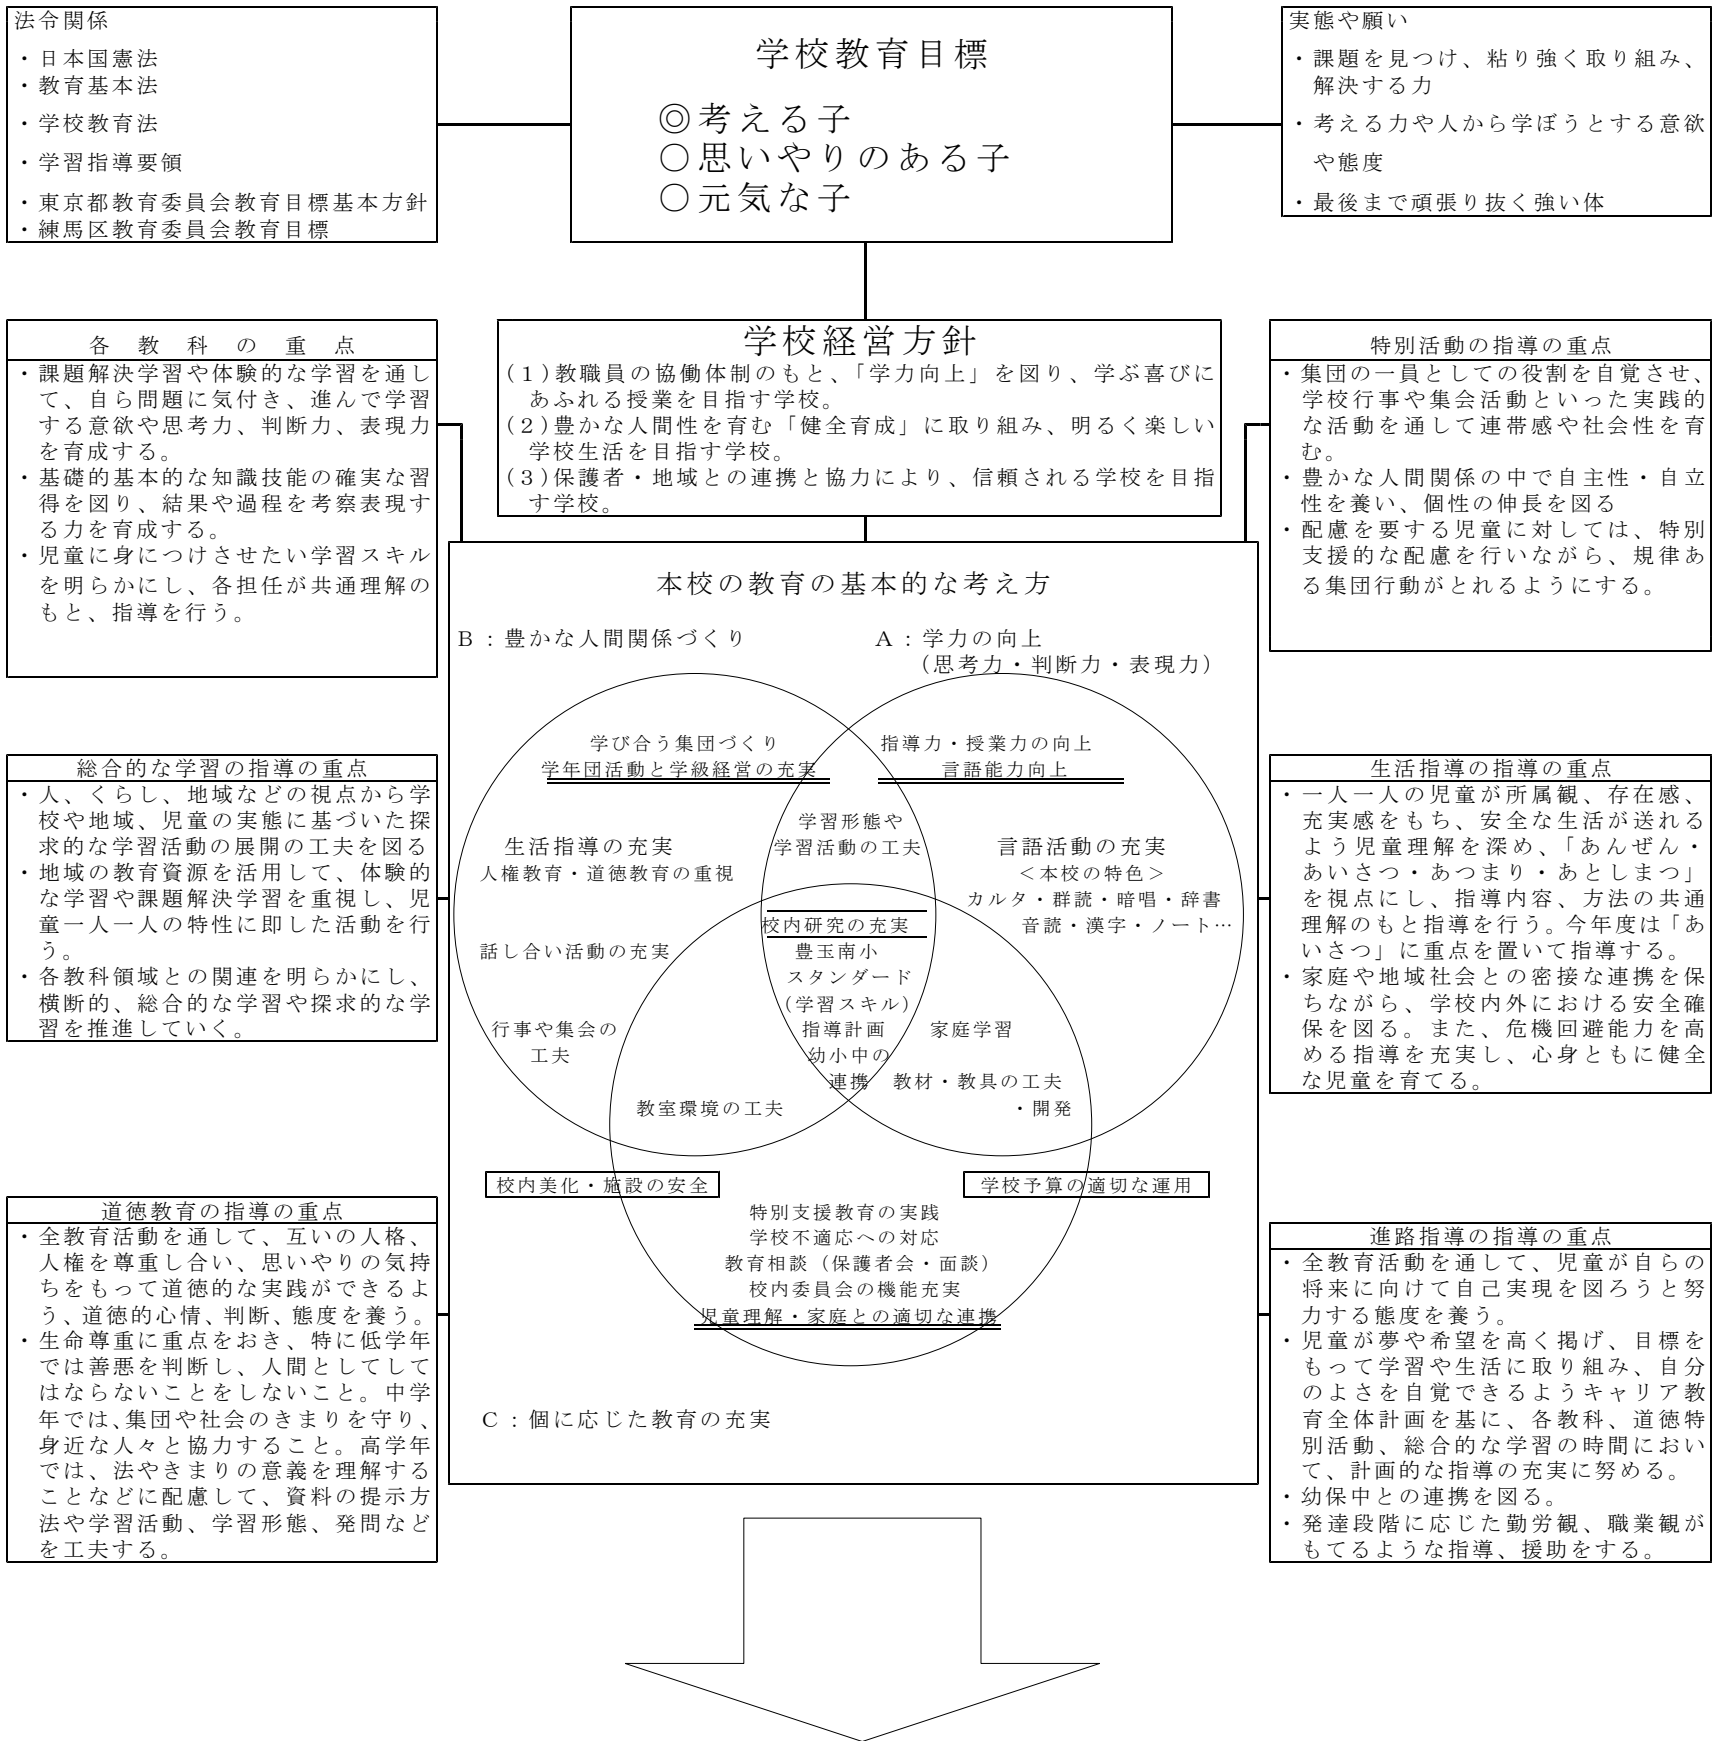 法令関係
・日本国憲法
・教育基本法
・学校教育法
・学習指導要領
・東京都教育委員会教育目標基本方針
・練馬区教育委員会教育目標
学校教育目標
◎考える子
○思いやりのある子
○元気な子
実態や願い
・課題を見つけ、粘り強く取り組み、
解決する力
・考える力や人から学ぼうとする意欲
や態度
・最後まで頑張り抜く強い体
各教科の重点
・課題解決学習や体験的な学習を通し
て、自ら問題に気付き、進んで学習
する意欲や思考力、判断力、表現力
を育成する。
・基礎的基本的な知識技能の確実な習
得を図り、結果や過程を考察表現す
る力を育成する。
・児童に身につけさせたい学習スキル
を明らかにし、各担任が共通理解の
もと、指導を行う。
学校経営方針
(1)教職員の協働体制のもと、「学力向上」を図り、学ぶ喜びに
あふれる授業を目指す学校。
(2)豊かな人間性を育む「健全育成」に取り組み、明るく楽しい
学校生活を目指す学校。
(3)保護者・地域との連携と協力により、信頼される学校を目指
す学校。
特別活動の指導の重点
・集団の一員としての役割を自覚させ、
学校行事や集会活動といった実践的
な活動を通して連帯感や社会性を育
む。
・豊かな人間関係の中で自主性・自立
性を養い、個性の伸長を図る
・配慮を要する児童に対しては、特別
支援的な配慮を行いながら、規律あ
る集団行動がとれるようにする。
本校の教育の基本的な考え方
B：豊かな人間関係づくり
A：学力の向上
（思考力・判断力・表現力）
学び合う集団づくり
学年団活動と学級経営の充実
指導力・授業力の向上
言語能力向上
学習形態や
学習活動の工夫
生活指導の充実
人権教育・道徳教育の重視
言語活動の充実
＜本校の特色＞
カルタ・群読・暗唱・辞書
音読・漢字・ノート…
校内研究の充実
豊玉南小
スタンダード
(学習スキル)
指導計画
幼小中の
連携
話し合い活動の充実
行事や集会の
工夫
家庭学習
教材・教具の工夫
・開発
教室環境の工夫
校内美化・施設の安全
学校予算の適切な運用
特別支援教育の実践
学校不適応への対応
教育相談（保護者会・面談）
校内委員会の機能充実
児童理解・家庭との適切な連携
C：個に応じた教育の充実
総合的な学習の指導の重点
・人、くらし、地域などの視点から学
校や地域、児童の実態に基づいた探
求的な学習活動の展開の工夫を図る
・地域の教育資源を活用して、体験的
な学習や課題解決学習を重視し、児
童一人一人の特性に即した活動を行
う。
・各教科領域との関連を明らかにし、
横断的、総合的な学習や探求的な学
習を推進していく。
生活指導の指導の重点
・一人一人の児童が所属観、存在感、
充実感をもち、安全な生活が送れる
よう児童理解を深め、「あんぜん・
あいさつ・あつまり・あとしまつ」
を視点にし、指導内容、方法の共通
理解のもと指導を行う。今年度は「あ
いさつ」に重点を置いて指導する。
・家庭や地域社会との密接な連携を保
ちながら、学校内外における安全確
保を図る。また、危機回避能力を高
める指導を充実し、心身ともに健全
な児童を育てる。
道徳教育の指導の重点
・全教育活動を通して、互いの人格、
人権を尊重し合い、思いやりの気持
ちをもって道徳的な実践ができるよ
う、道徳的心情、判断、態度を養う。
・生命尊重に重点をおき、特に低学年
では善悪を判断し、人間としてして
はならないことをしないこと。中学
年では、集団や社会のきまりを守り、
身近な人々と協力すること。高学年
では、法やきまりの意義を理解する
ことなどに配慮して、資料の提示方
法や学習活動、学習形態、発問など
を工夫する。
進路指導の指導の重点
・全教育活動を通して、児童が自らの
将来に向けて自己実現を図ろうと努
力する態度を養う。
・児童が夢や希望を高く掲げ、目標を
もって学習や生活に取り組み、自分
のよさを自覚できるようキャリア教
育全体計画を基に、各教科、道徳特
別活動、総合的な学習の時間におい
て、計画的な指導の充実に努める。
・幼保中との連携を図る。
・発達段階に応じた勤労観、職業観が
もてるような指導、援助をする。